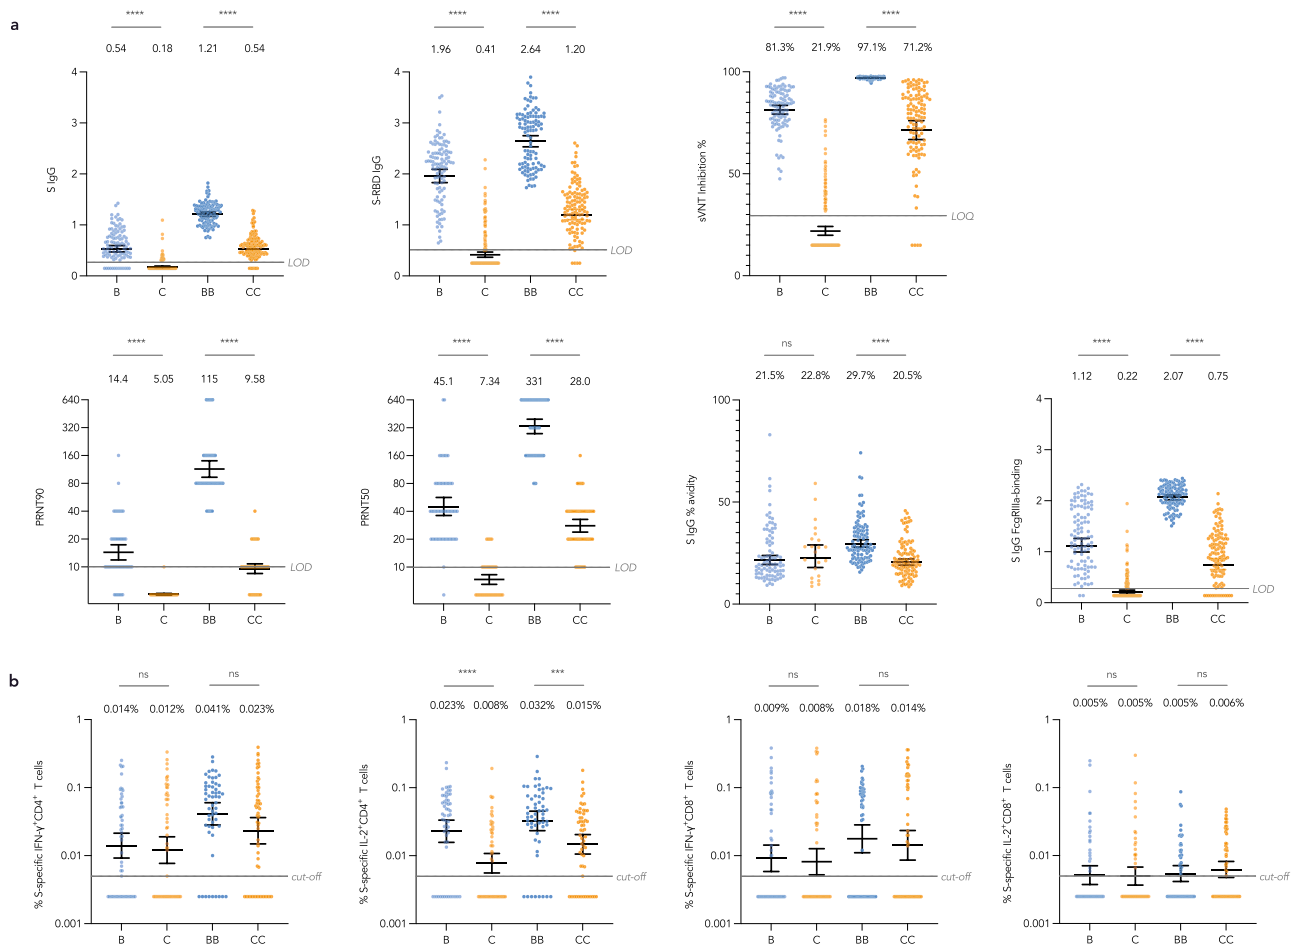 a
**** ****
0.54 0.18 1.21 0.54
4
3
2
1
0
S IgG
LOD
B C BB CC
**** ****
1.96 0.41 2.64 1.20
4
3
2
1
0
S-RBD IgG
LOD
B C BB CC
**** ****
81.3% 21.9% 97.1% 71.2%
100
50
0
sVNT Inhibition %
LOQ
B C BB CC
**** ****
14.4 5.05 115 9.58
640
320
160
80
40
20
10
PRNT90
LOD
B C BB CC
**** ****
45.1 7.34 331 28.0
640
320
160
80
40
20
10
PRNT50
LOD
B C BB CC
ns ****
21.5% 22.8% 29.7% 20.5%
100
50
0
S IgG % avidity
B C BB CC
**** ****
1.12 0.22 2.07 0.75
4
3
2
1
0
S IgG FcgRIIIa-binding
LOD
B C BB CC
b
ns ns
0.014% 0.012% 0.041% 0.023%
1
0.1
0.01
0.001
% S-specific IFN-γ+CD4+ T cells
cut-off
B C BB CC
**** ***
0.023% 0.008% 0.032% 0.015%
1
0.1
0.01
0.001
% S-specific IL-2+CD4+ T cells
cut-off
B C BB CC
ns ns
0.009% 0.008% 0.018% 0.014%
1
0.1
0.01
0.001
% S-specific IFN-γ+CD8+ T cells
cut-off
B C BB CC
ns ns
0.005% 0.005% 0.005% 0.006%
1
0.1
0.01
0.001
% S-specific IL-2+CD8+ T cells
cut-off
B C BB CC